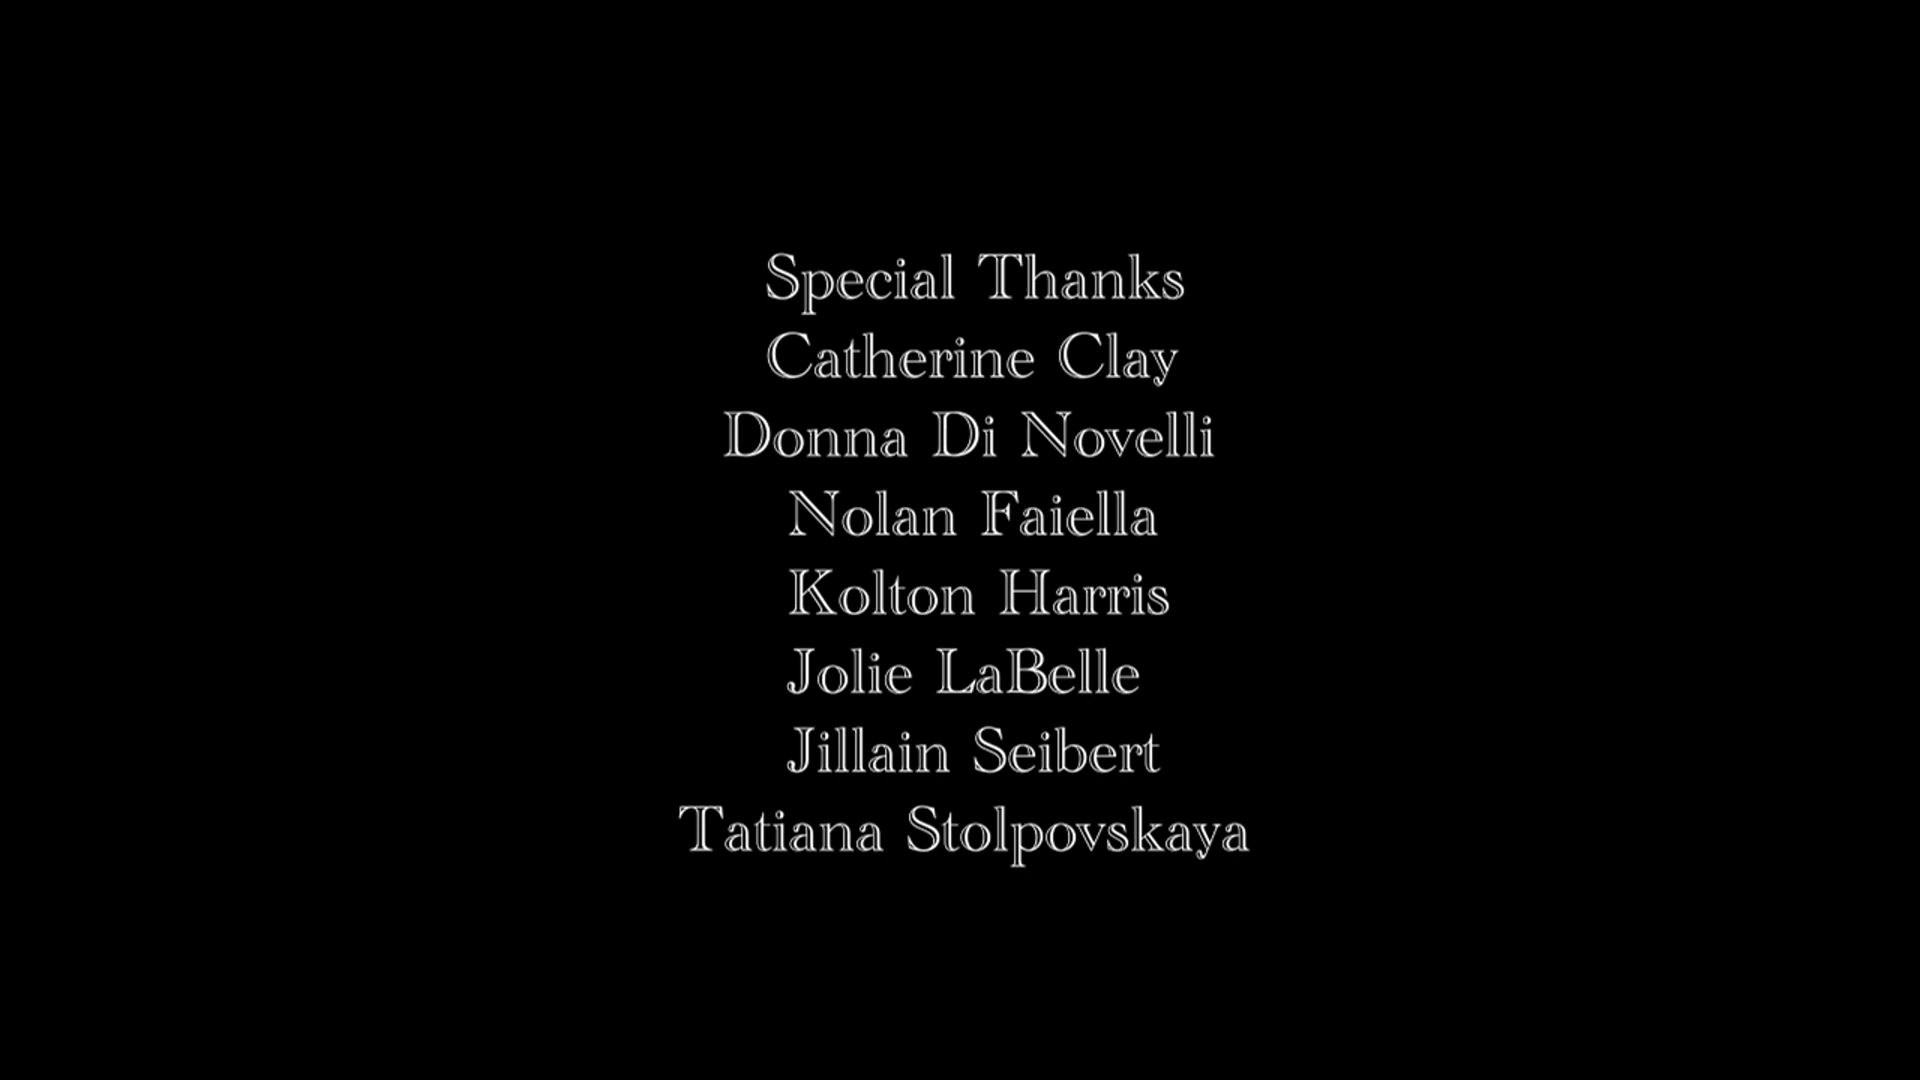 Special Thanks
Catherine Clay
Donna Di Novelli
Nolan Faiella
Kolton Harris
Jolie LaBelle
Jillain Seibert
Tatiana Stolpovskaya